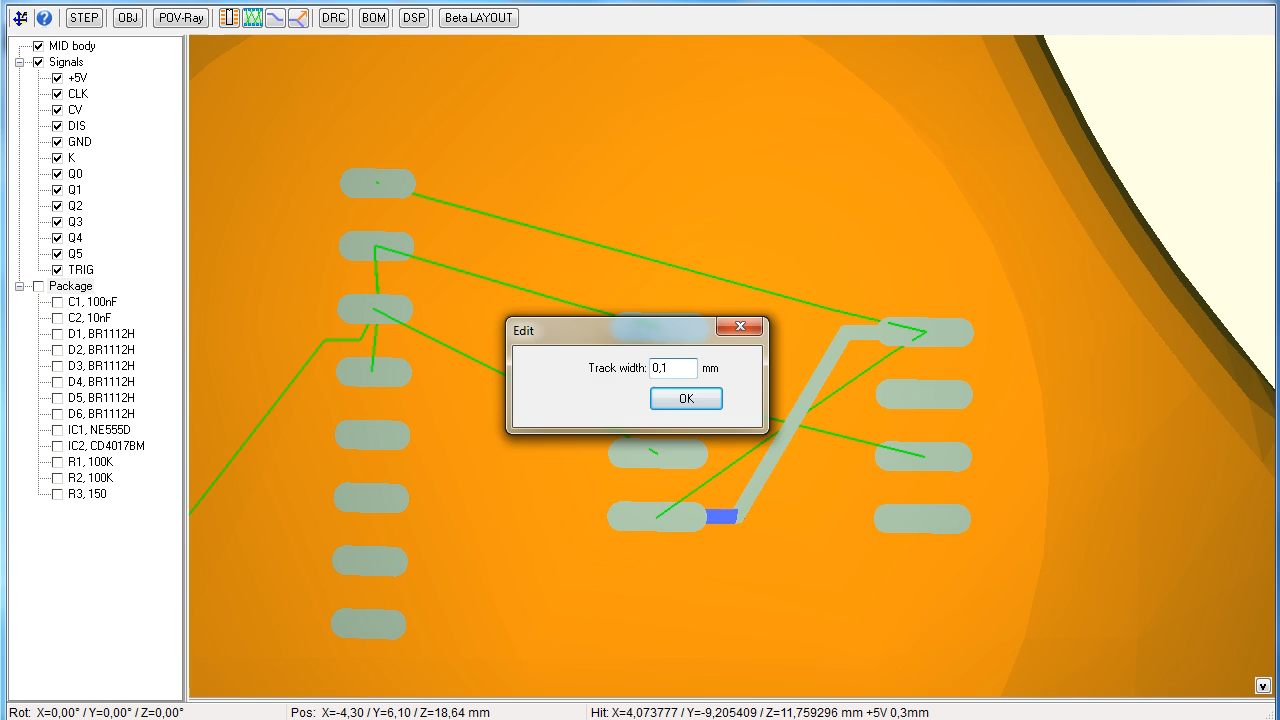 STEP OBJ POV-Ray DRC BOM DSP Beta LAYOUT
MID body
Signals
+5V
CLK
CV
DIS
GND
K
Q0
Q1
Q2
Q3
Q4
Q5
TRIG
Package
C1, 100nF
C2, 10nF
D1, BR1112H
D2, BR1112H
D3, BR1112H
D4, BR1112H
D5, BR1112H
D6, BR1112H
IC1, NE555D
IC2, CD4017BM
R1, 100K
R2, 100K
R3, 150
Edit
Track width: 0,1 mm
OK
Rot: X=0,00° / Y=0,00° / Z=0,00° Pos: X=-4,30 / Y=6,10 / Z=18,64 mm Hit: X=4,073777 / Y=-9,205409 / Z=11,759296 mm +5V 0,3mm